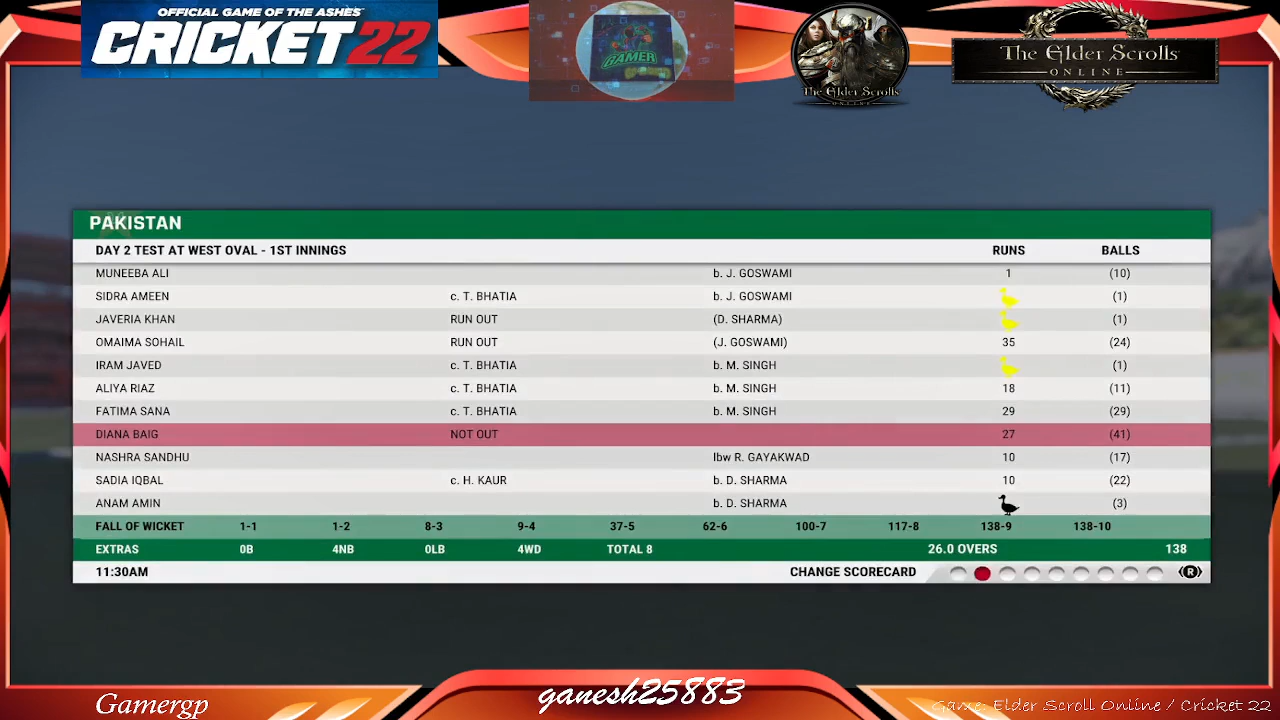 OFFICIAL GAME OF THE ASHES
CRICKET 22
GAMER
The Elder Scrolls
ONLINE
The Elder Scrolls
ONLINE
PAKISTAN
DAY 2 TEST AT WEST OVAL - 1ST INNINGS RUNS BALLS
MUNEEBA ALI b. J. GOSWAMI 1 (10)
SIDRA AMEEN c. T. BHATIA b. J. GOSWAMI (1)
JAVERIA KHAN RUN OUT (D. SHARMA) (1)
OMAIMA SOHAIL RUN OUT (J. GOSWAMI) 35 (24)
IRAM JAVED c. T. BHATIA b. M. SINGH (1)
ALIYA RIAZ c. T. BHATIA b. M. SINGH 18 (11)
FATIMA SANA c. T. BHATIA b. M. SINGH 29 (29)
DIANA BAIG NOT OUT 27 (41)
NASHRA SANDHU lbw R. GAYAKWAD 10 (17)
SADIA IQBAL c. H. KAUR b. D. SHARMA 10 (22)
ANAM AMIN b. D. SHARMA (3)
FALL OF WICKET 1-1 1-2 8-3 9-4 37-5 62-6 100-7 117-8 138-9 138-10
EXTRAS 0B 4NB 0LB 4WD TOTAL 8 26.0 OVERS 138
11:30AM CHANGE SCORECARD R
Gamergp
ganesh25883
Game: Elder Scroll Online / Cricket 22